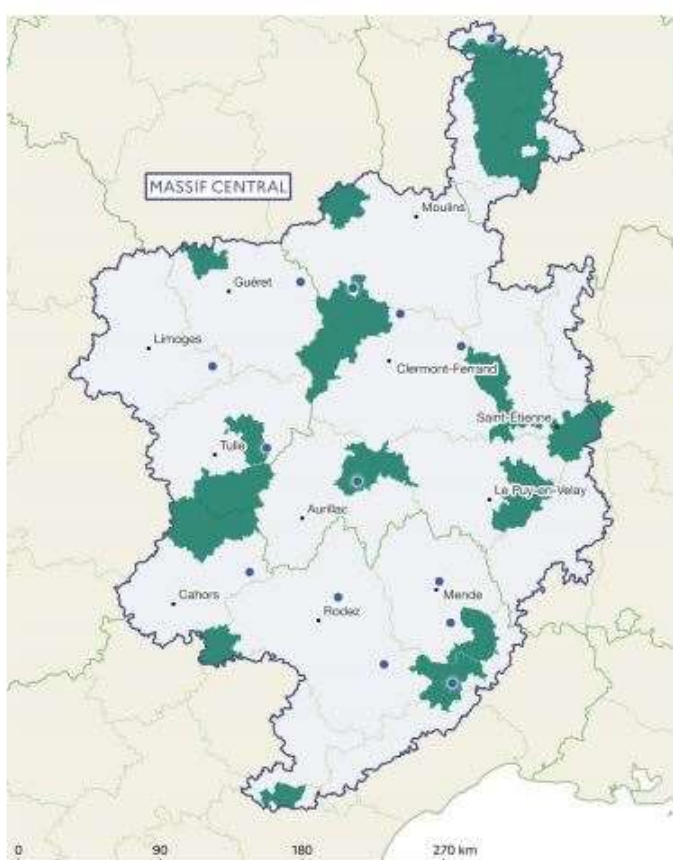 MASSIF CENTRAL
Moulins
Guéret
Limoges
Clermont-Ferrand
Saint-Étienne
Tulle
Le Puy-en-Velay
Aurillac
Mende
Cahors
Rodez
0 90 180 270 km